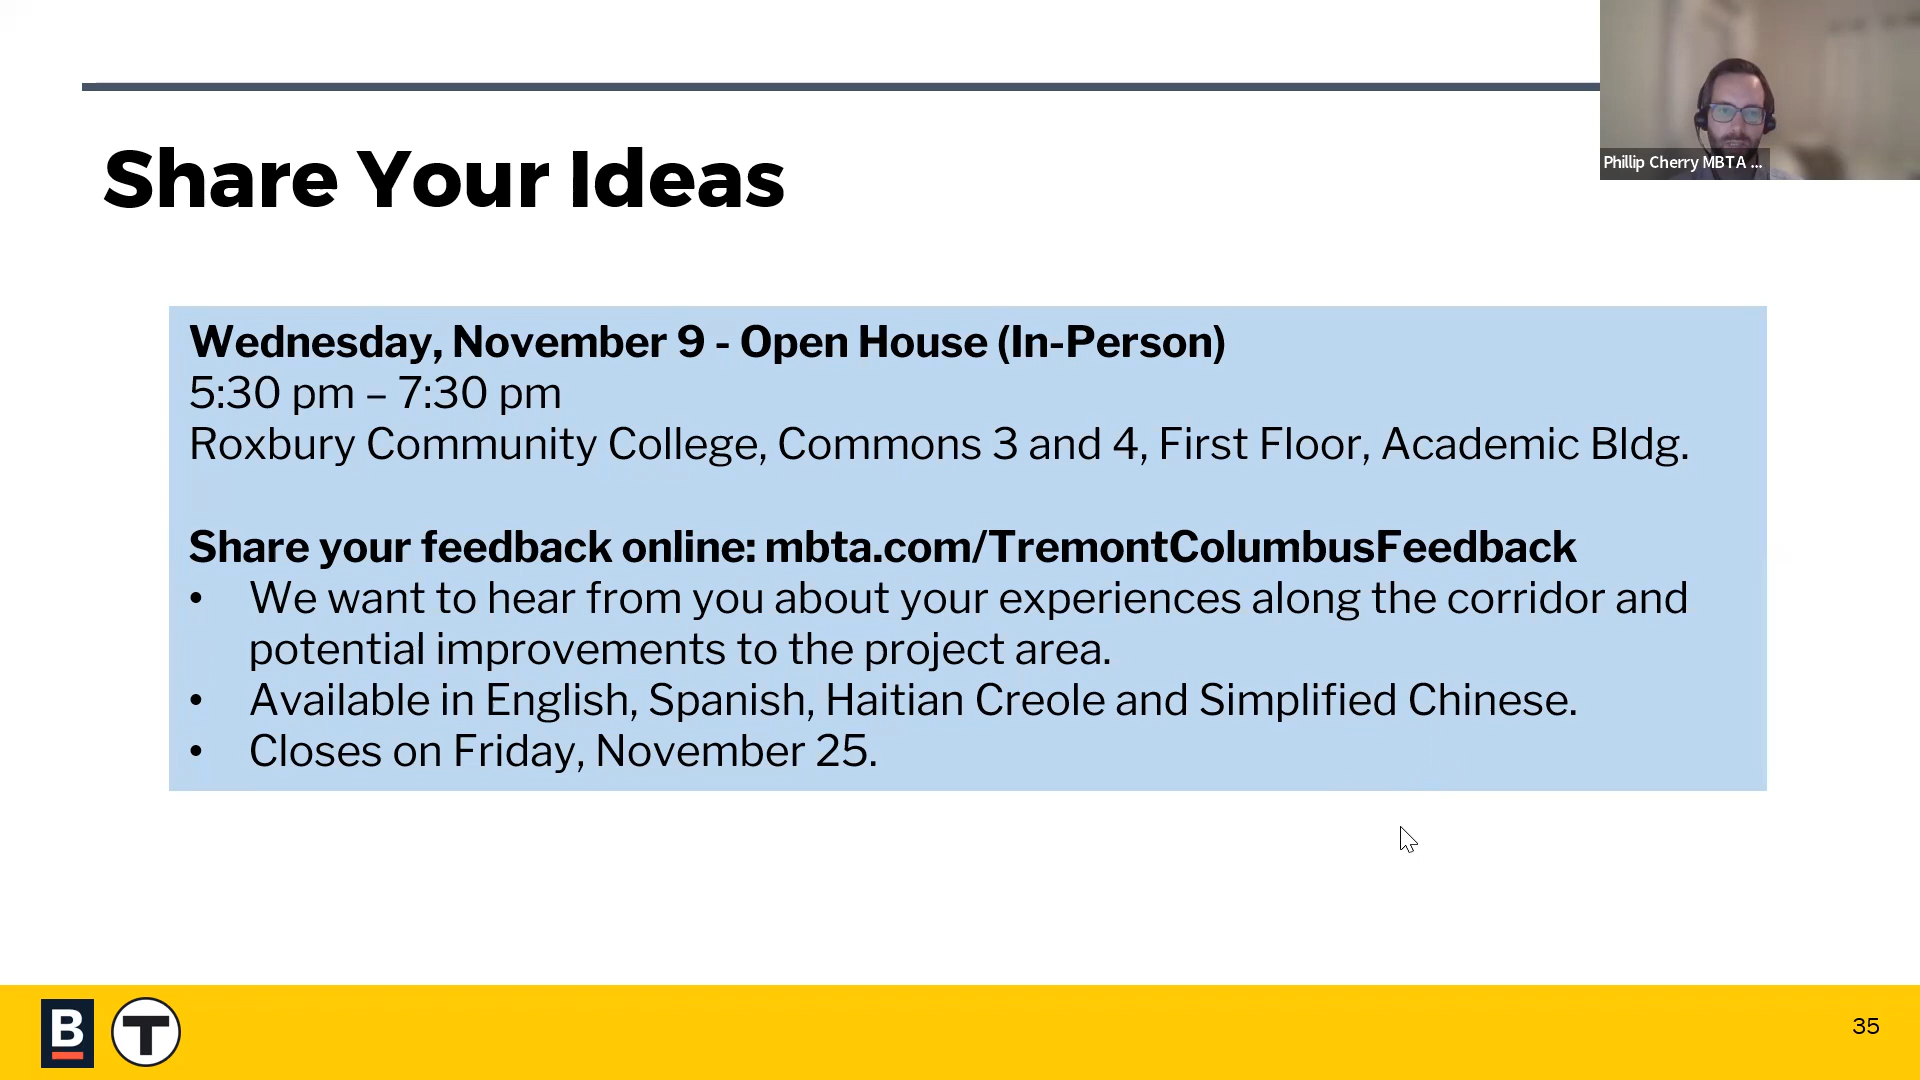 Phillip Cherry MBTA ...
Share Your Ideas
Wednesday, November 9 - Open House (In-Person)
5:30 pm – 7:30 pm
Roxbury Community College, Commons 3 and 4, First Floor, Academic Bldg.
Share your feedback online: mbta.com/TremontColumbusFeedback
• We want to hear from you about your experiences along the corridor and
potential improvements to the project area.
• Available in English, Spanish, Haitian Creole and Simplified Chinese.
• Closes on Friday, November 25.
B T
35